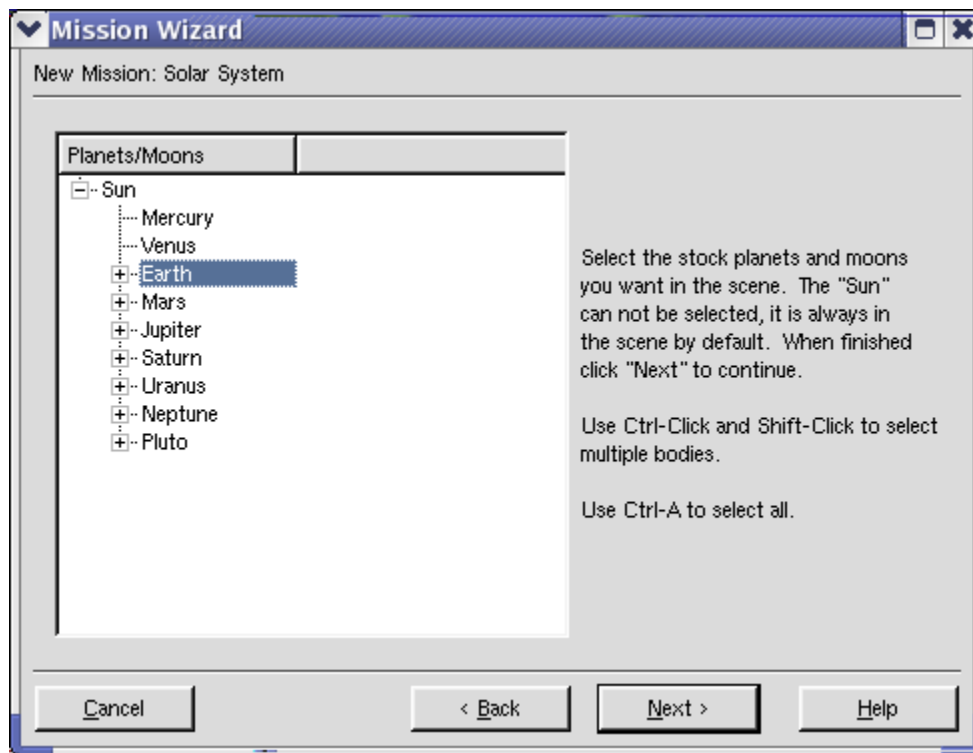 Mission Wizard
New Mission: Solar System
Planets/Moons
Sun
Mercury
Venus
Earth
Mars
Jupiter
Saturn
Uranus
Neptune
Pluto
Select the stock planets and moons
you want in the scene. The "Sun"
can not be selected, it is always in
the scene by default. When finished
click "Next" to continue.
Use Ctrl-Click and Shift-Click to select
multiple bodies.
Use Ctrl-A to select all.
Cancel
< Back
Next >
Help